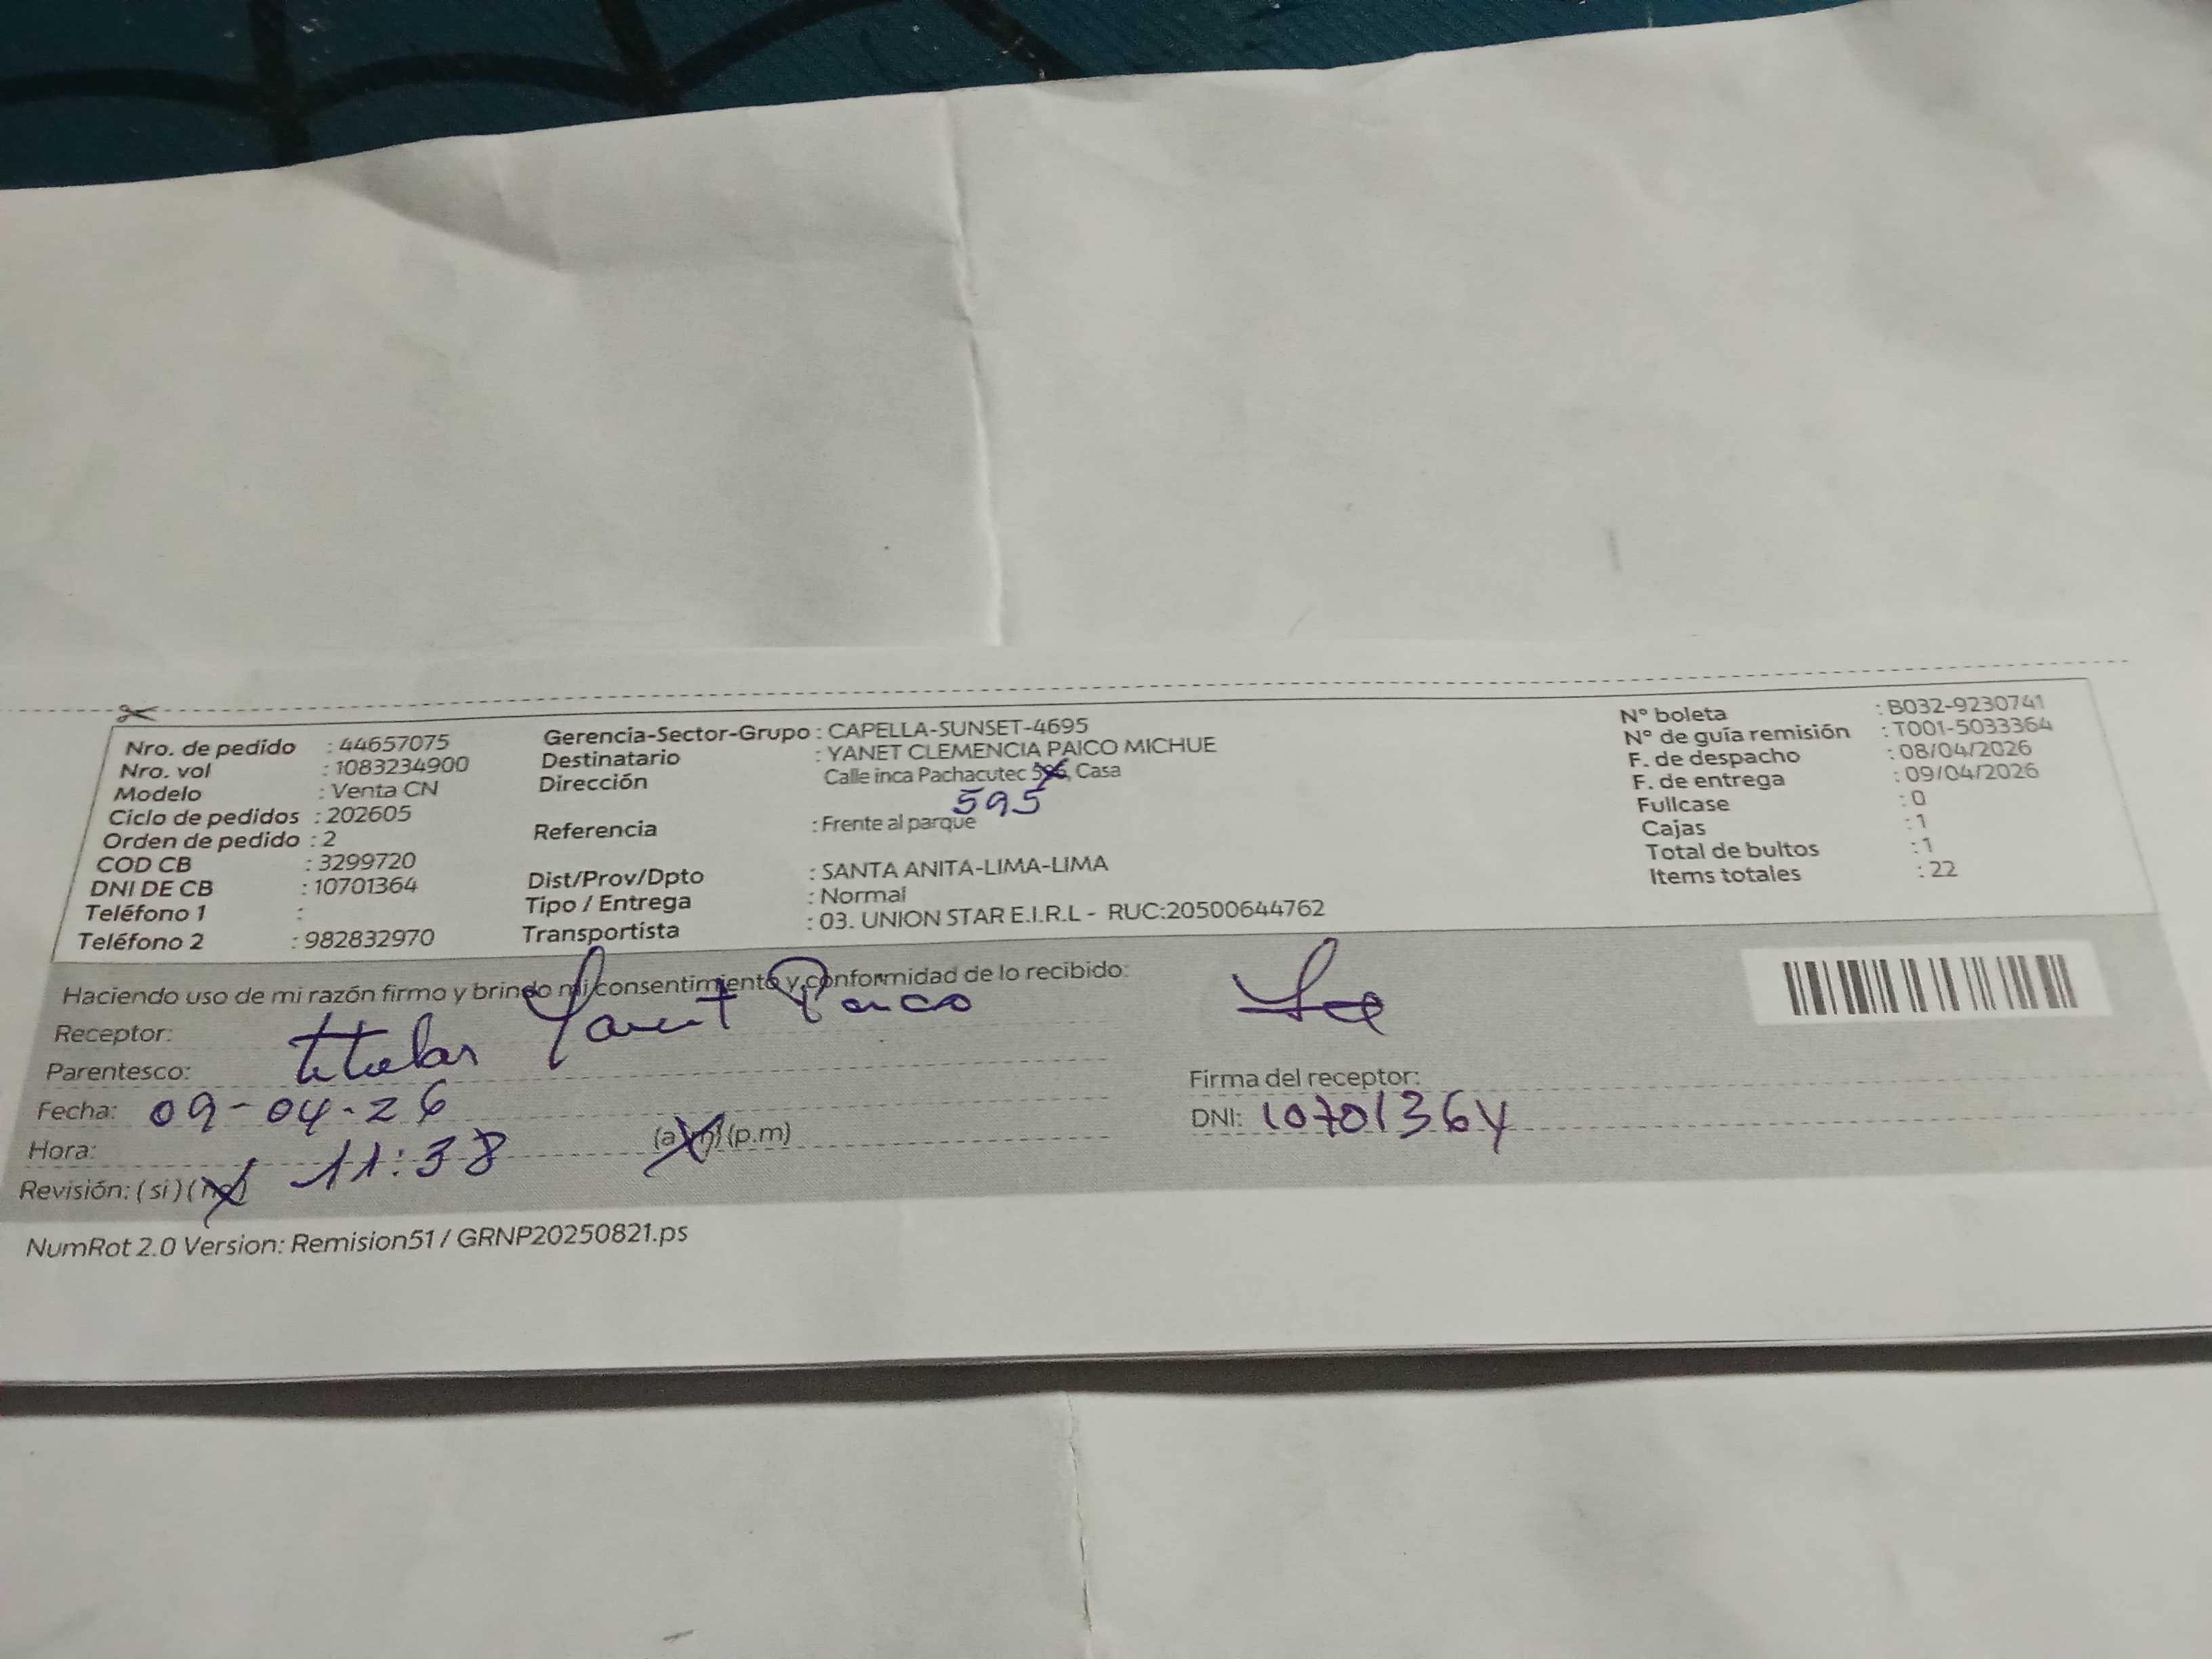 Nro. de pedido : 44657075
Nro. vol : 1083234900
Modelo : Venta CN
Ciclo de pedidos : 202605
Orden de pedido : 2
COD CB : 3299720
DNI DE CB : 10701364
Teléfono 1 :
Teléfono 2 : 982832970
Gerencia-Sector-Grupo : CAPELLA-SUNSET-4695
Destinatario : YANET CLEMENCIA PAICO MICHUE
Dirección Calle inca Pachacutec , Casa
595
Referencia : Frente al parque
Dist/Prov/Dpto : SANTA ANITA-LIMA-LIMA
Tipo / Entrega : Normal
Transportista : 03. UNION STAR E.I.R.L - RUC:20500644762
N° boleta : B032-9230741
N° de guía remisión : T001-5033364
F. de despacho : 08/04/2026
F. de entrega : 09/04/2026
Fullcase : 0
Cajas : 1
Total de bultos : 1
Items totales : 22
Haciendo uso de mi razón firmo y brindo mi consentimiento y conformidad de lo recibido:
Receptor: Yanet Paico
Parentesco: titular
Fecha: 09-04-26
Hora: 11:38 (a.m) (p.m)
Revisión: (si) (no)
Firma del receptor:
DNI: 10701364
NumRot 2.0 Version: Remision51 / GRNP20250821.ps